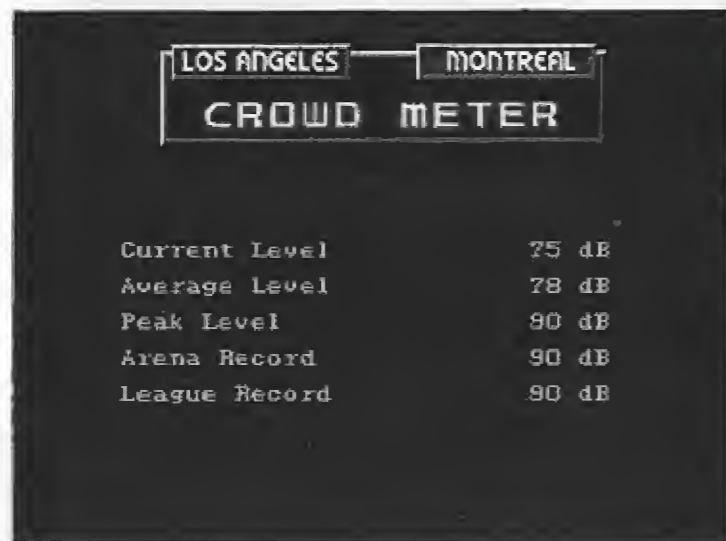 LOS ANGELES MONTREAL
CROWD METER
Current Level 75 dB
Average Level 78 dB
Peak Level 90 dB
Arena Record 90 dB
League Record 90 dB